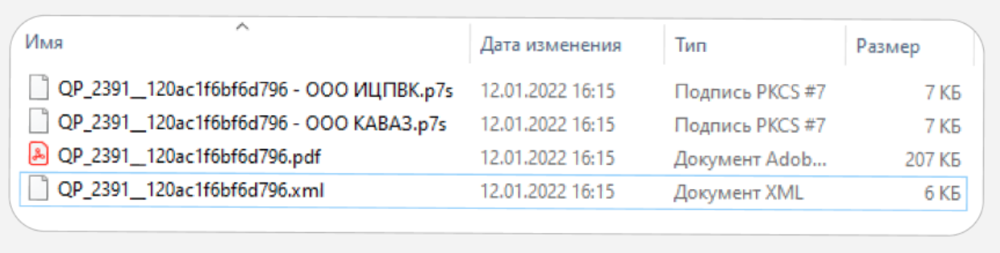 Имя Дата изменения Тип Размер
QP_2391__120ac1f6bf6d796 - ООО ИЦПВК.p7s 12.01.2022 16:15 Подпись PKCS #7 7 КБ
QP_2391__120ac1f6bf6d796 - ООО КАВАЗ.p7s 12.01.2022 16:15 Подпись PKCS #7 7 КБ
QP_2391__120ac1f6bf6d796.pdf 12.01.2022 16:15 Документ Adob... 207 КБ
QP_2391__120ac1f6bf6d796.xml 12.01.2022 16:15 Документ XML 6 КБ